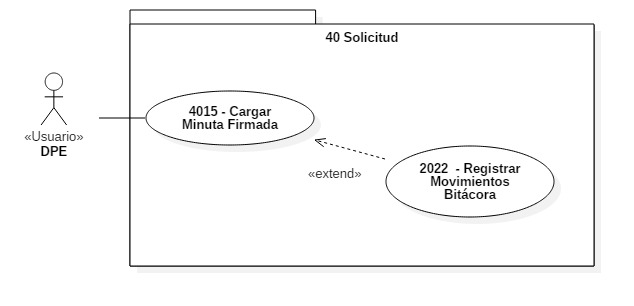 40 Solicitud
4015 - Cargar
Minuta Firmada
«Usuario»
DPE
«extend»
2022 - Registrar
Movimientos
Bitácora